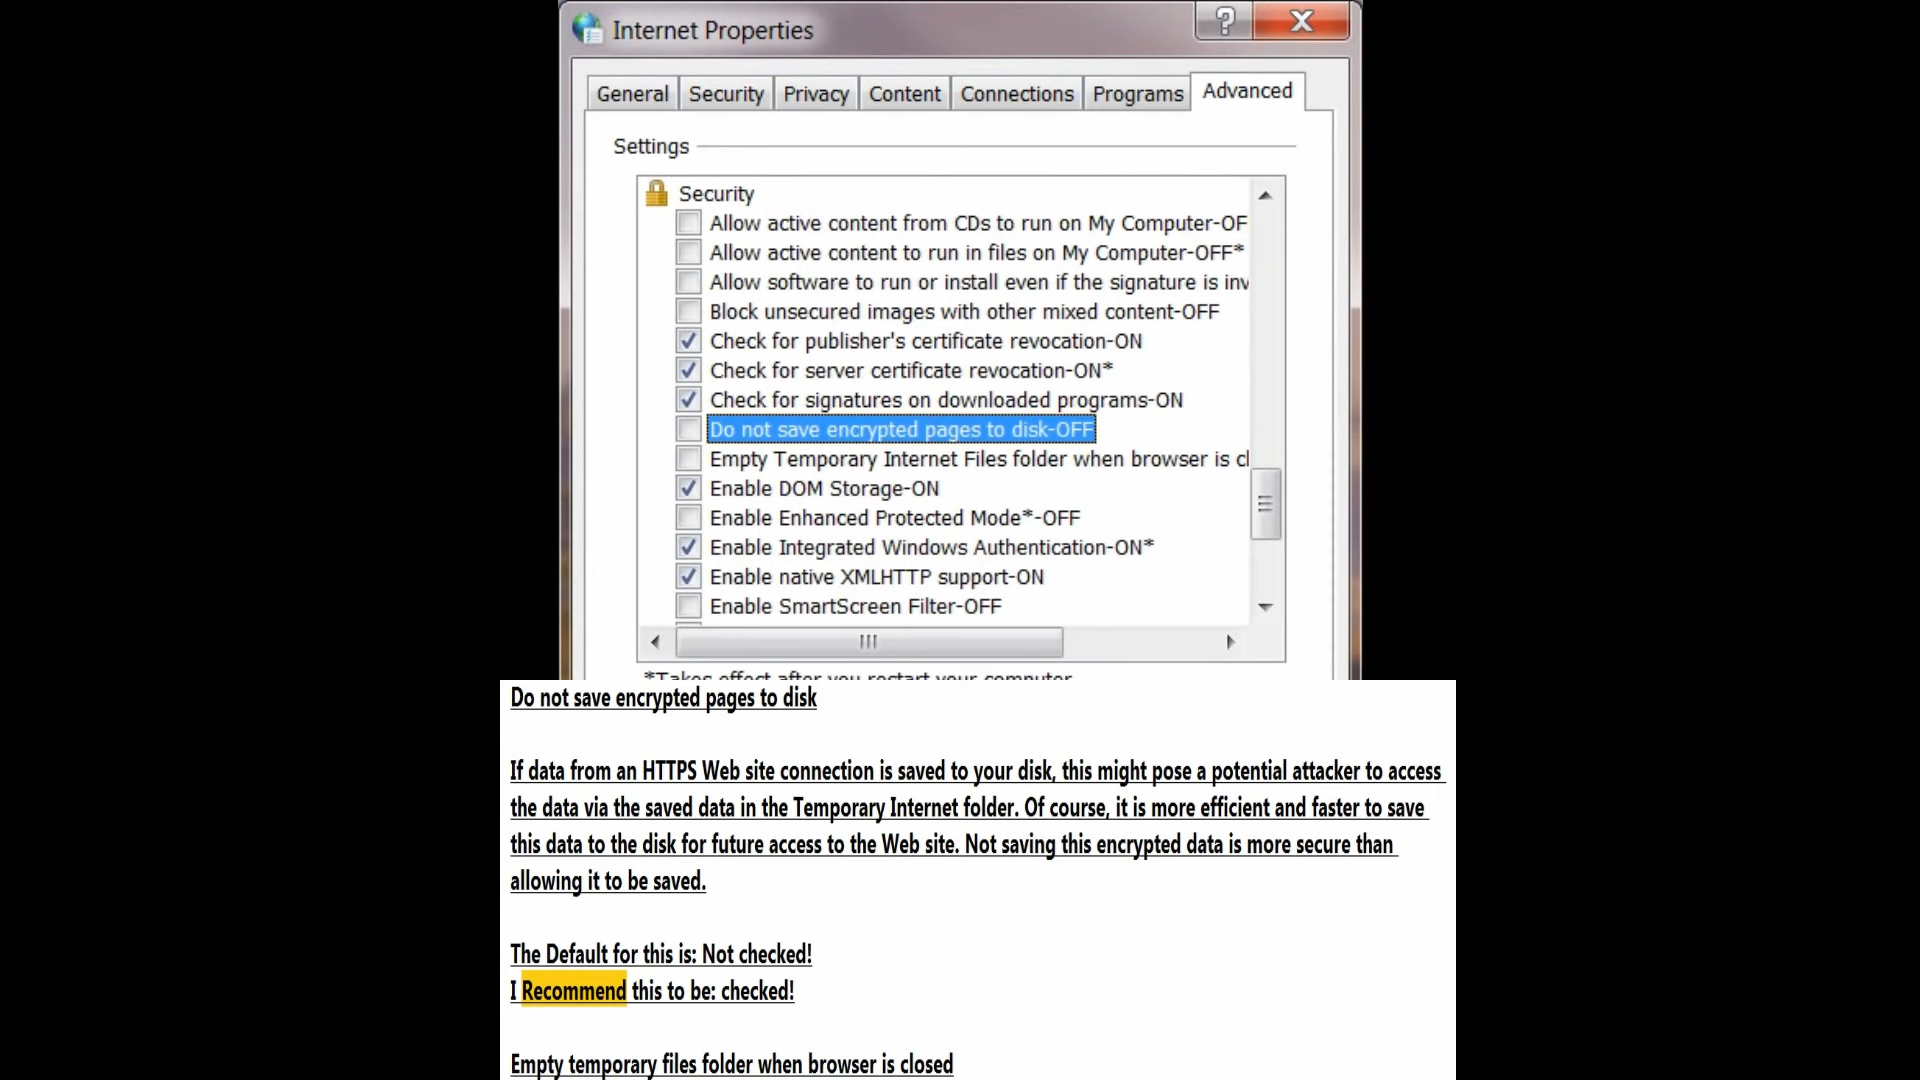 Internet Properties
General Security Privacy Content Connections Programs Advanced
Settings
Security
Allow active content from CDs to run on My Computer-OF
Allow active content to run in files on My Computer-OFF*
Allow software to run or install even if the signature is inv
Block unsecured images with other mixed content-OFF
Check for publisher's certificate revocation-ON
Check for server certificate revocation-ON*
Check for signatures on downloaded programs-ON
Do not save encrypted pages to disk-OFF
Empty Temporary Internet Files folder when browser is cl
Enable DOM Storage-ON
Enable Enhanced Protected Mode*-OFF
Enable Integrated Windows Authentication-ON*
Enable native XMLHTTP support-ON
Enable SmartScreen Filter-OFF
*Takes effect after you restart your computer
Do not save encrypted pages to disk
If data from an HTTPS Web site connection is saved to your disk, this might pose a potential attacker to access
the data via the saved data in the Temporary Internet folder. Of course, it is more efficient and faster to save
this data to the disk for future access to the Web site. Not saving this encrypted data is more secure than
allowing it to be saved.
The Default for this is: Not checked!
I Recommend this to be: checked!
Empty temporary files folder when browser is closed